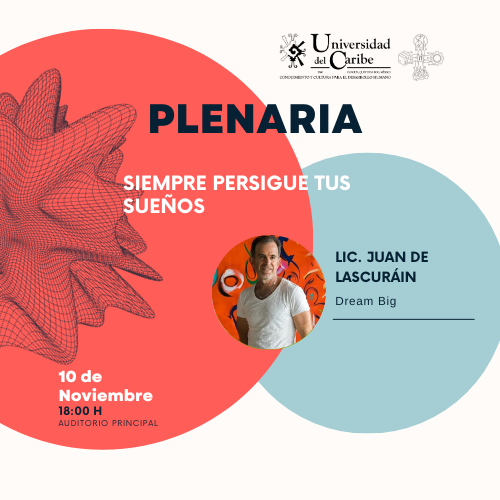 Universidad
del Caribe
CONOCIMIENTO Y CULTURA PARA EL DESARROLLO HUMANO
PLENARIA
SIEMPRE PERSIGUE TUS
SUEÑOS
LIC. JUAN DE
LASCURÁIN
Dream Big
10 de
Noviembre
18:00 H
AUDITORIO PRINCIPAL